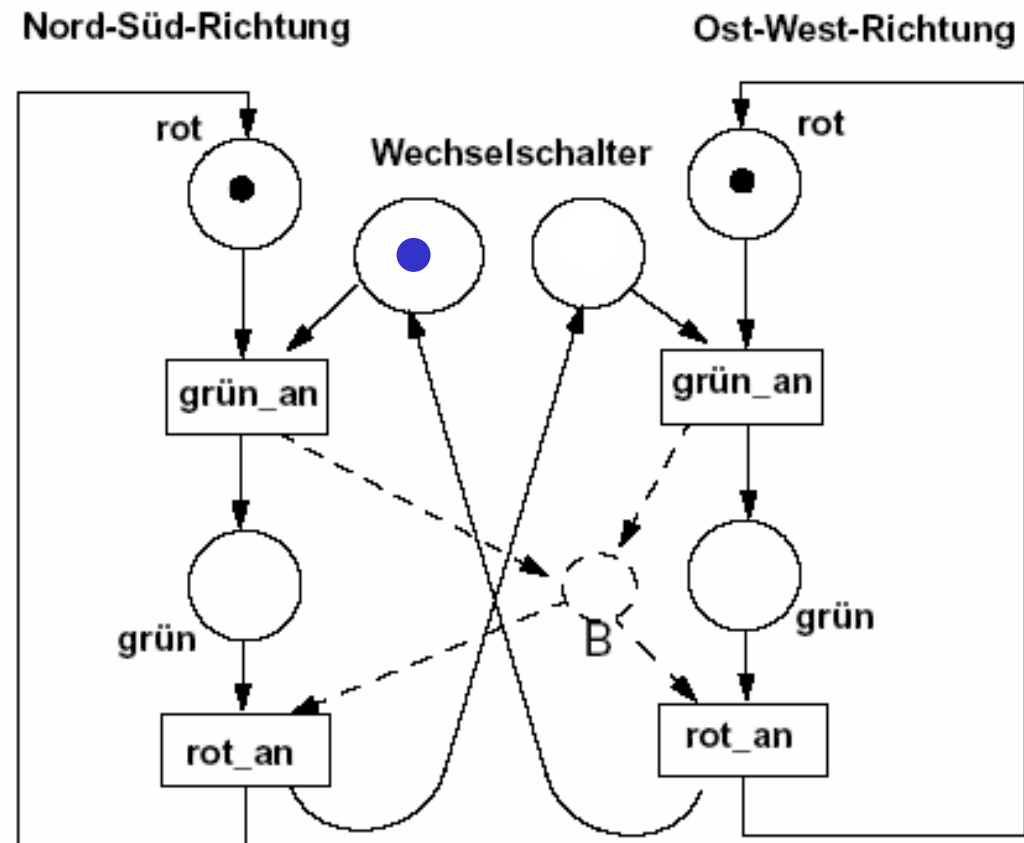 Nord-Süd-Richtung
Ost-West-Richtung
rot
rot
Wechselschalter
grün_an
grün_an
grün
grün
B
rot_an
rot_an